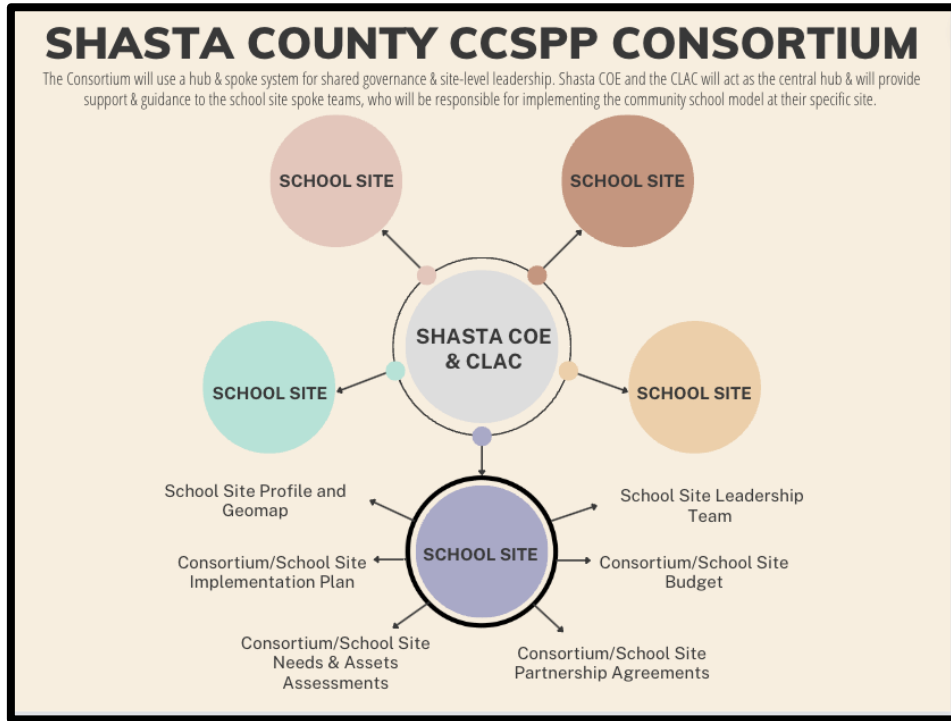 SHASTA COUNTY CCSPP CONSORTIUM
The Consortium will use a hub & spoke system for shared governance & site-level leadership. Shasta COE and the CLAC will act as the central hub & will provide
support & guidance to the school site spoke teams, who will be responsible for implementing the community school model at their specific site.
SCHOOL SITE
SCHOOL SITE
SHASTA COE
& CLAC
SCHOOL SITE
SCHOOL SITE
School Site Profile and
Geomap
School Site Leadership
Team
SCHOOL SITE
Consortium/School Site
Implementation Plan
Consortium/School Site
Budget
Consortium/School Site
Needs & Assets
Assessments
Consortium/School Site
Partnership Agreements